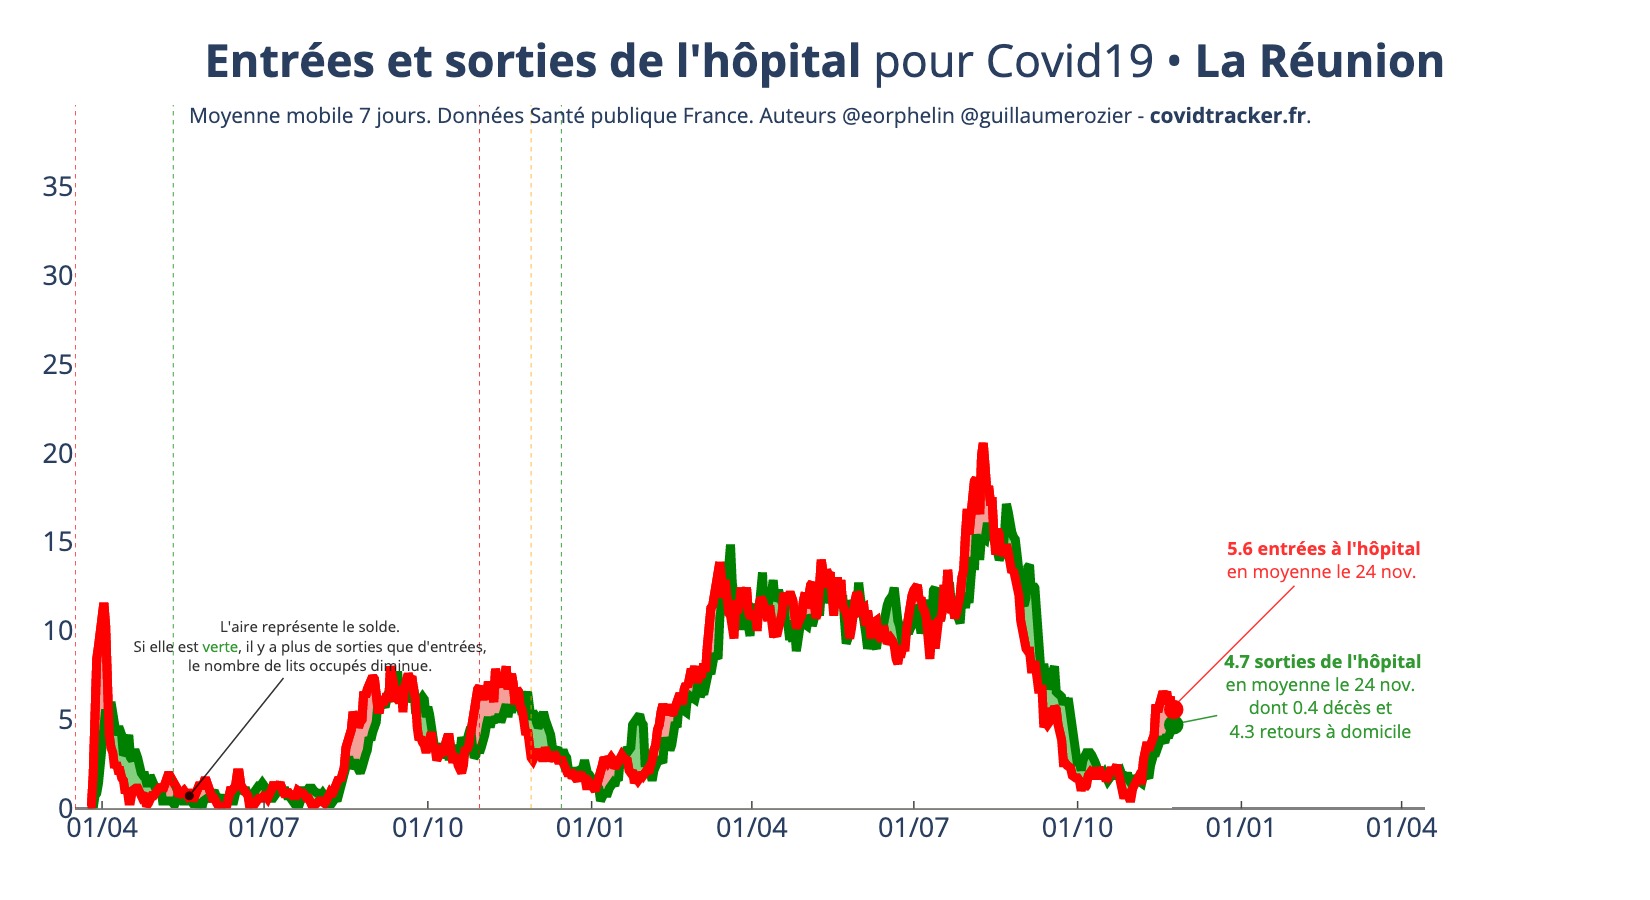 Entrées et sorties de l'hôpital pour Covid19 • La Réunion
Moyenne mobile 7 jours. Données Santé publique France. Auteurs @eorphelin @guillaumerozier - covidtracker.fr.
35
30
25
20
15
10
5
0
L'aire représente le solde.
Si elle est verte, il y a plus de sorties que d'entrées,
le nombre de lits occupés diminue.
5.6 entrées à l'hôpital
en moyenne le 24 nov.
4.7 sorties de l'hôpital
en moyenne le 24 nov.
dont 0.4 décès et
4.3 retours à domicile
01/04 01/07 01/10 01/01 01/04 01/07 01/10 01/01 01/04